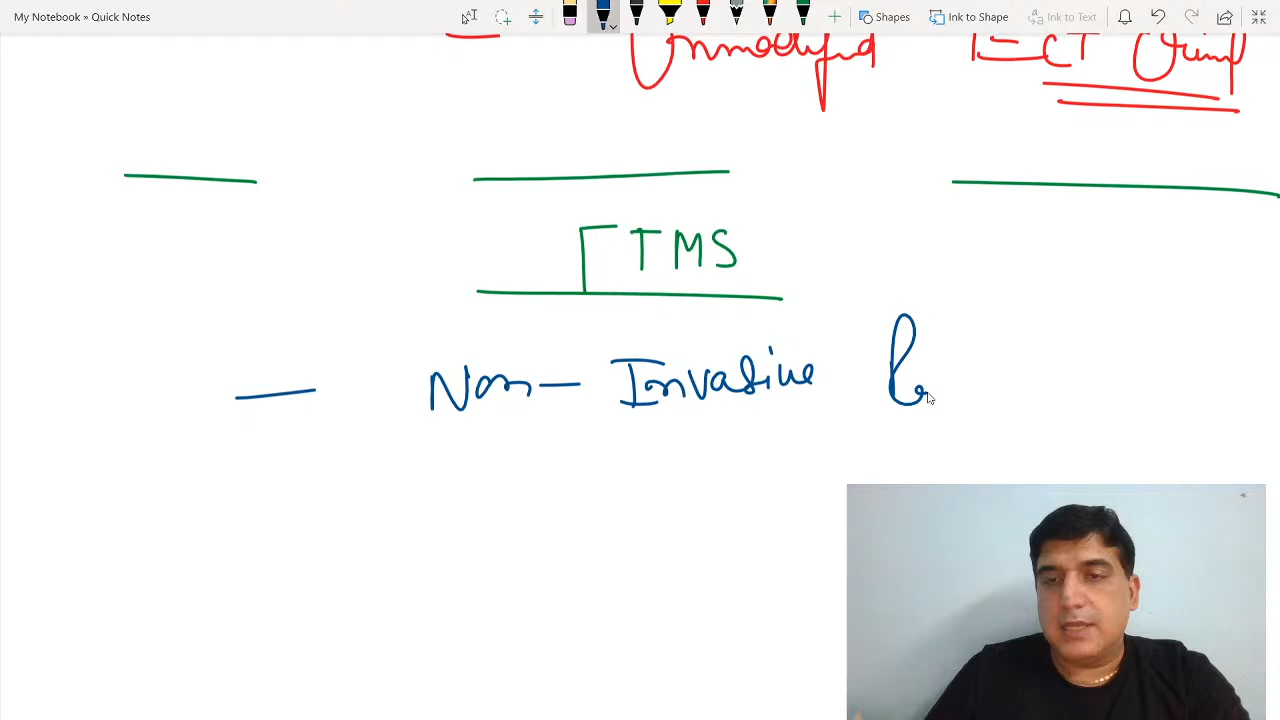 My Notebook » Quick Notes
Shapes Ink to Shape Ink to Text
Unmodified ECT
TMS
— Non- Invasive